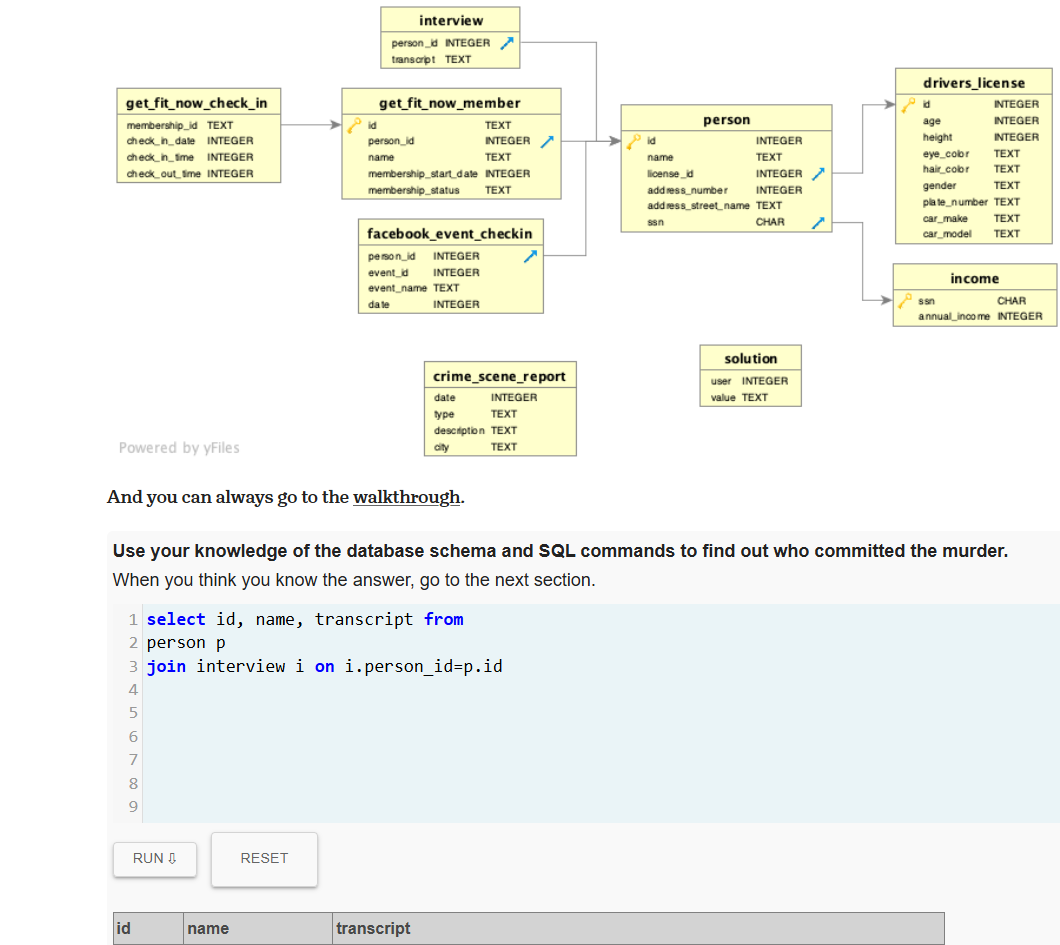 interview
person_id INTEGER
transcript TEXT
get_fit_now_check_in
membership_id TEXT
check_in_date INTEGER
check_in_time INTEGER
check_out_time INTEGER
get_fit_now_member
id TEXT
person_id INTEGER
name TEXT
membership_start_date INTEGER
membership_status TEXT
person
id INTEGER
name TEXT
license_id INTEGER
address_number INTEGER
address_street_name TEXT
ssn CHAR
drivers_license
id INTEGER
age INTEGER
height INTEGER
eye_color TEXT
hair_color TEXT
gender TEXT
plate_number TEXT
car_make TEXT
car_model TEXT
facebook_event_checkin
person_id INTEGER
event_id INTEGER
event_name TEXT
date INTEGER
income
ssn CHAR
annual_income INTEGER
crime_scene_report
date INTEGER
type TEXT
description TEXT
city TEXT
solution
user INTEGER
value TEXT
Powered by yFiles
And you can always go to the walkthrough.
Use your knowledge of the database schema and SQL commands to find out who committed the murder.
When you think you know the answer, go to the next section.
1 select id, name, transcript from
2 person p
3 join interview i on i.person_id=p.id
4
5
6
7
8
9
RUN ⇩ RESET
id name transcript